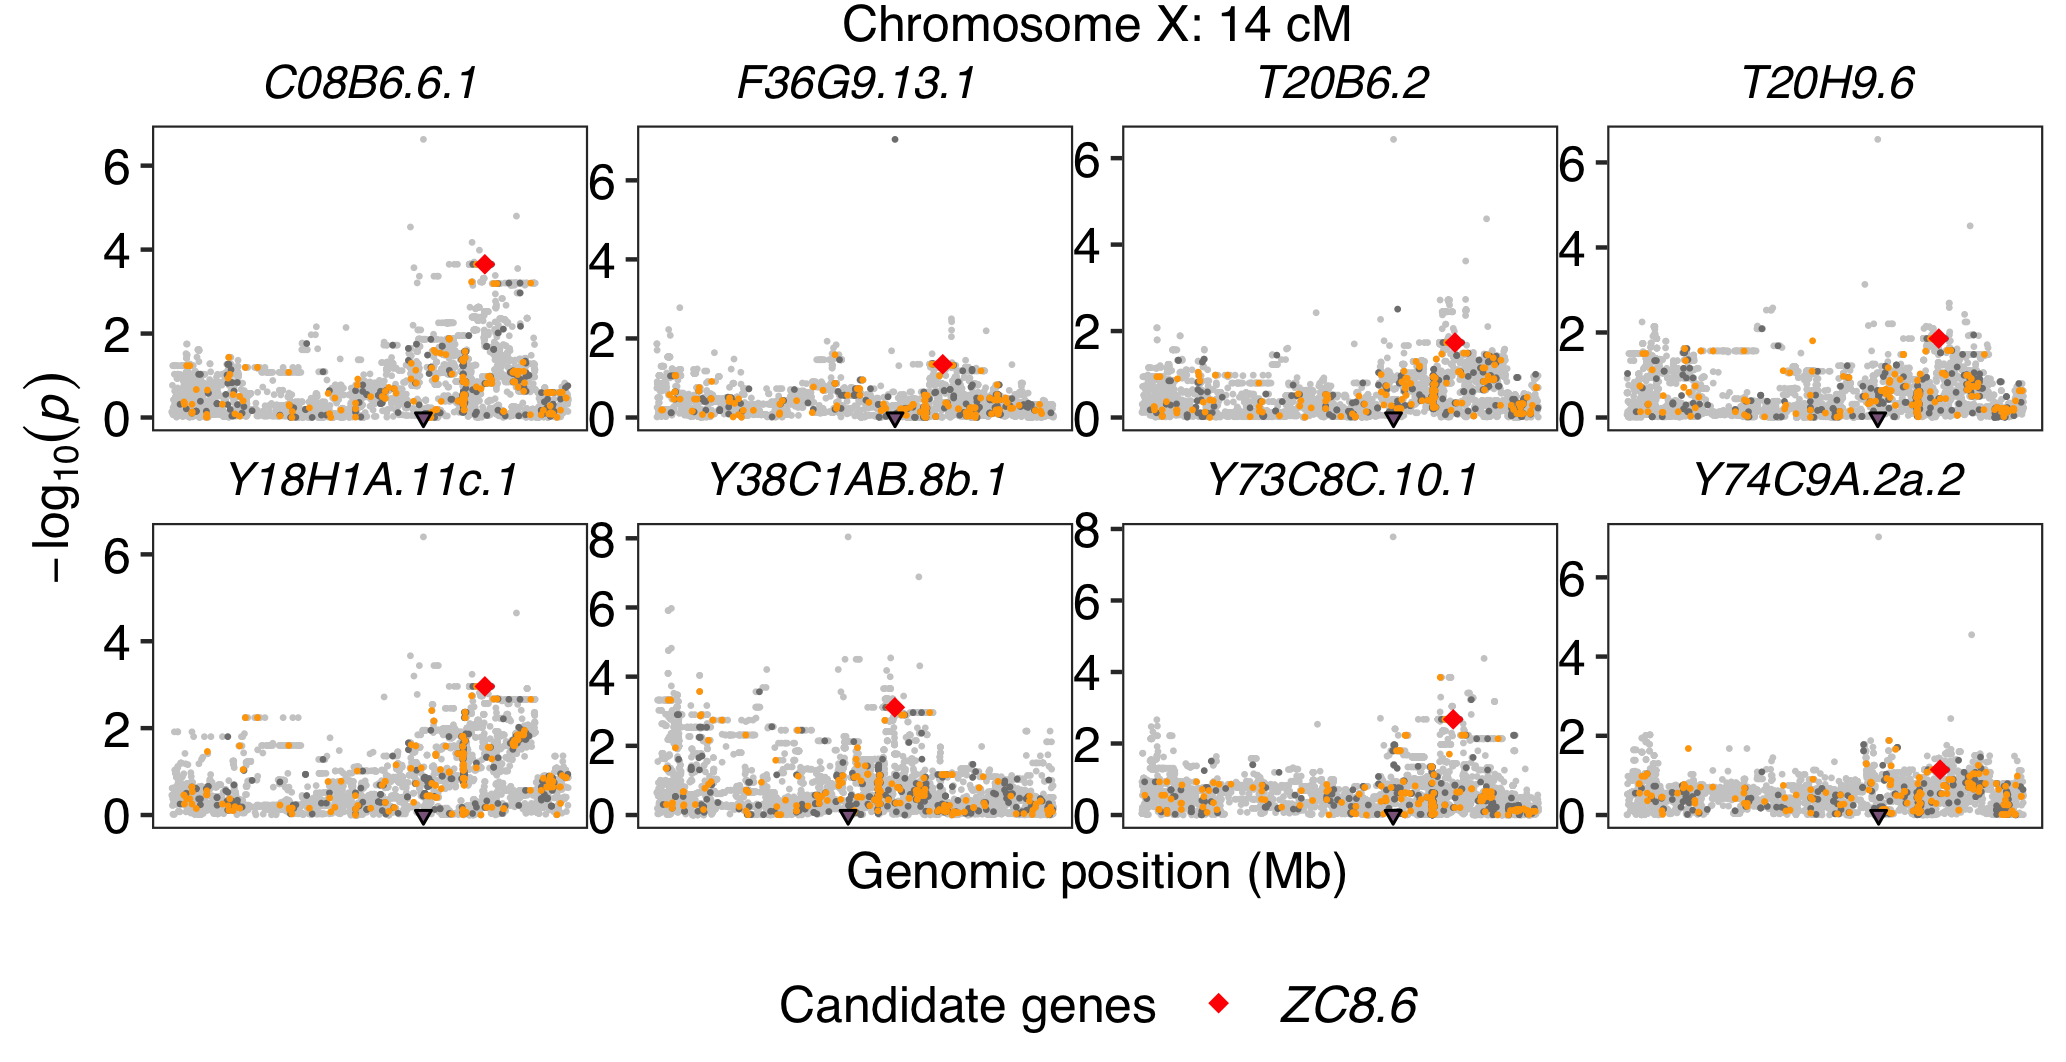 Chromosome X: 14 cM
C08B6.6.1 F36G9.13.1 T20B6.2 T20H9.6
6 6 6 6
4 4 4 4
2 2 2 2
0 0 0 0
−log10(p)
Y18H1A.11c.1 Y38C1AB.8b.1 Y73C8C.10.1 Y74C9A.2a.2
8 8
6 6 6 6
4 4 4 4
2 2 2 2
0 0 0 0
Genomic position (Mb)
Candidate genes ZC8.6